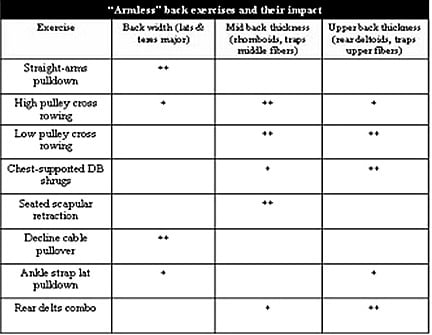 "Armless" back exercises and their impact
Exercise
Back width (lats &
teres major)
Mid back thickness
(rhomboids, traps
middle fibers)
Upper back thickness
(rear deltoids, traps
upper fibers)
Straight-arms
pulldown
++
High pulley cross
rowing
+ ++ +
Low pulley cross
rowing
++ ++
Chest-supported DB
shrugs
+ ++
Seated scapular
retraction
++
Decline cable
pullover
++
Ankle strap lat
pulldown
+ +
Rear delts combo
+ ++